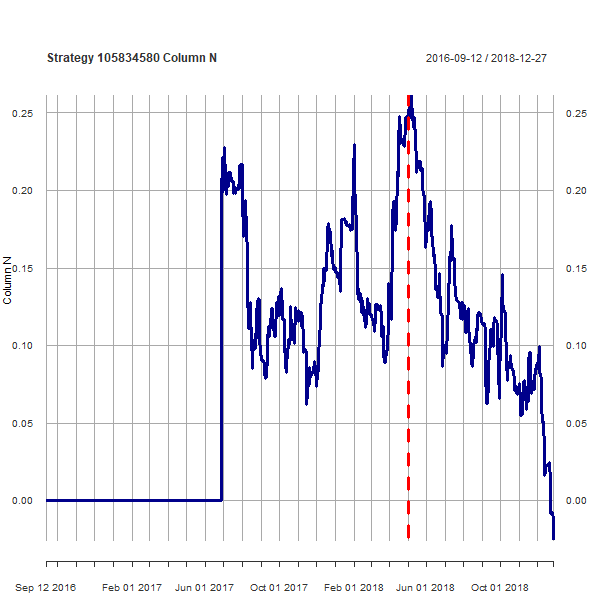 Strategy 105834580 Column N
2016-09-12 / 2018-12-27
0.25
0.25
0.20
0.20
0.15
0.15
Column N
0.10
0.10
0.05
0.05
0.00
0.00
Sep 12 2016
Feb 01 2017
Jun 01 2017
Oct 01 2017
Feb 01 2018
Jun 01 2018
Oct 01 2018